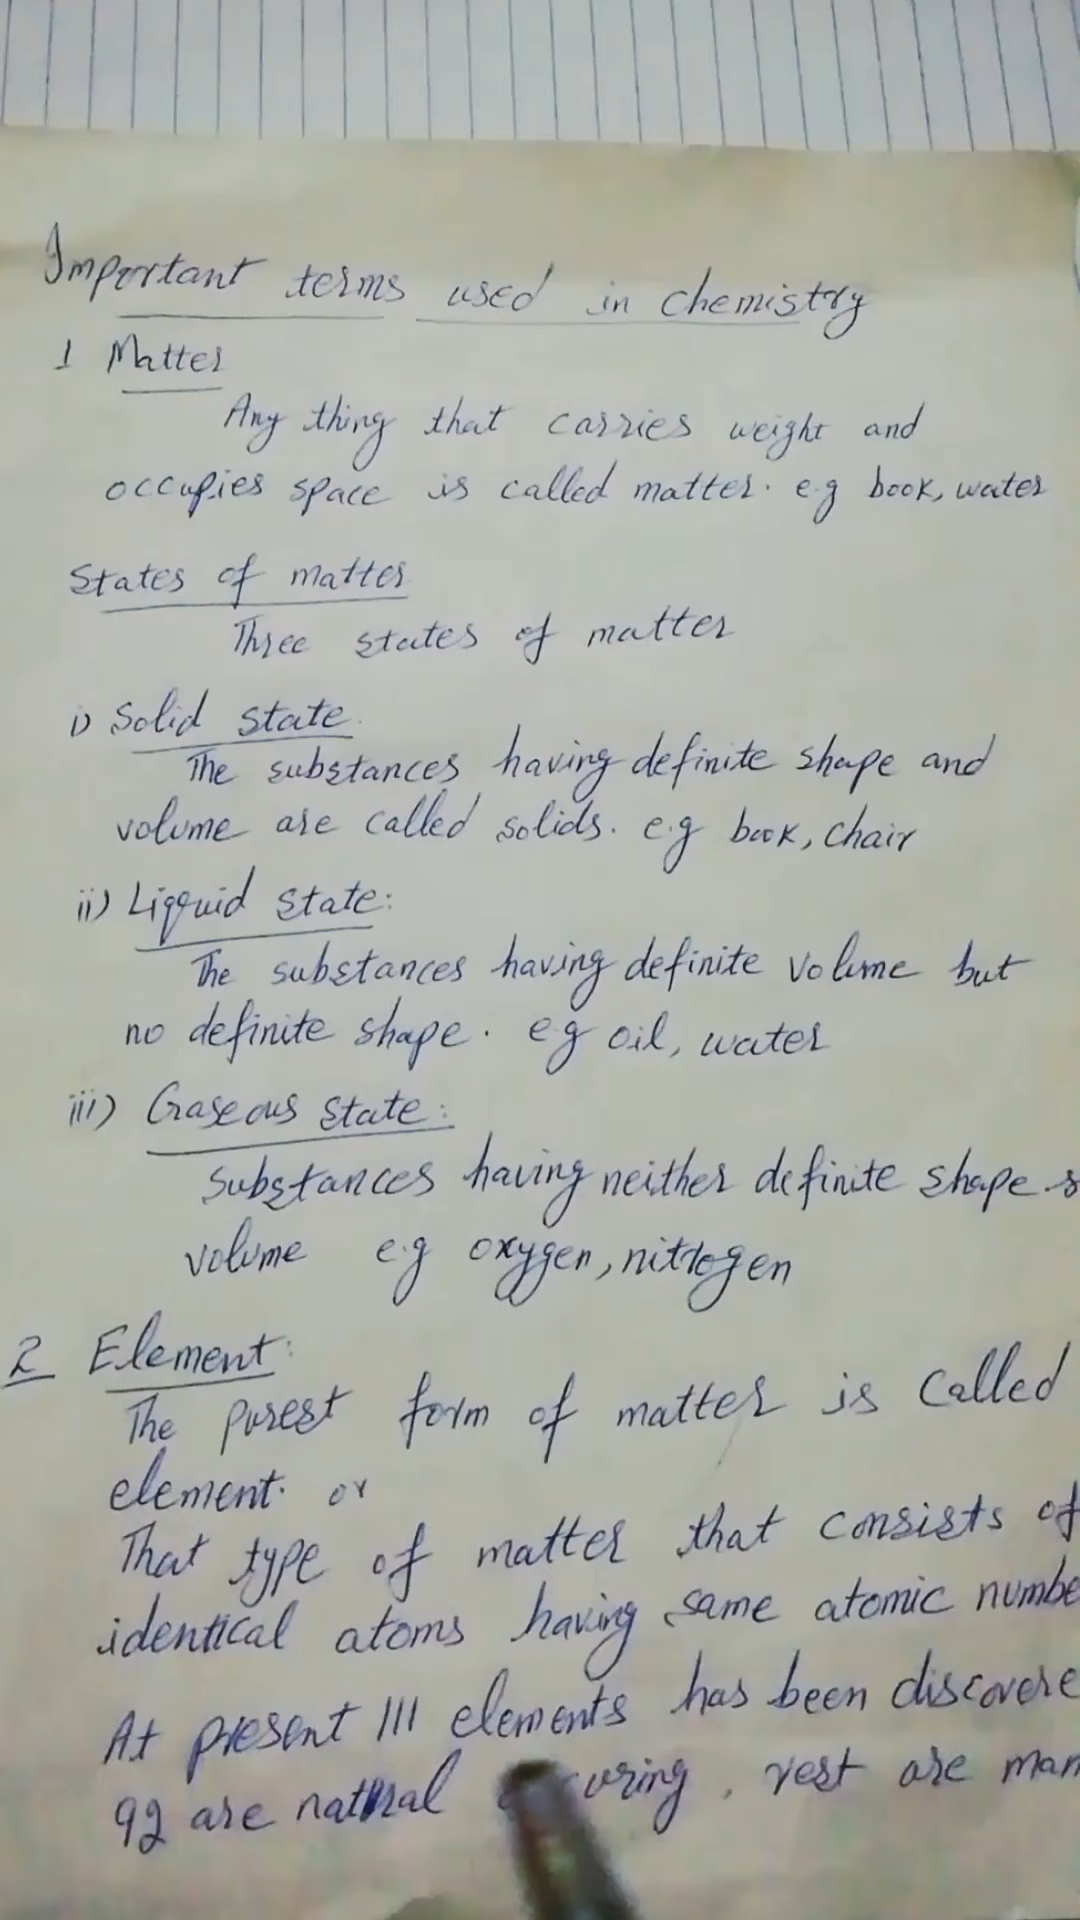 Important terms used in chemistry
1 Matter
Any thing that carries weight and
occupies space is called matter. e.g book, water
States of matter
Three states of matter
i) Solid state.
The substances having definite shape and
volume are called solids. e.g book, chair
ii) Liquid state:
The substances having definite volume but
no definite shape. e.g oil, water
iii) Gaseous state:
Substances having neither definite shape
volume e.g oxygen, nitrogen
2 Element:
The purest form of matter is called
element. or
That type of matter that consists of
identical atoms having same atomic numbe
At present 111 elements has been discovere
92 are natural uring, rest are man